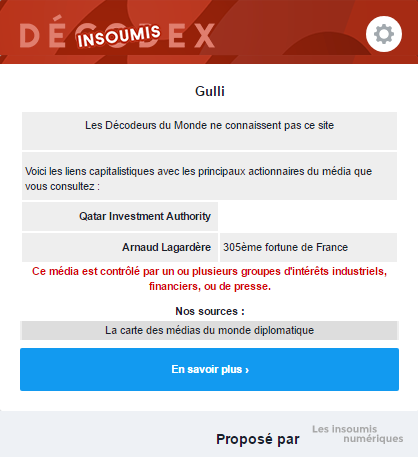 DÉCODEX
INSOUMIS
Gulli
Les Décodeurs du Monde ne connaissent pas ce site
Voici les liens capitalistiques avec les principaux actionnaires du média que
vous consultez :
Qatar Investment Authority
Arnaud Lagardère 305ème fortune de France
Ce média est contrôlé par un ou plusieurs groupes d'intérêts industriels,
financiers, ou de presse.
Nos sources :
La carte des médias du monde diplomatique
En savoir plus ›
Proposé par Les insoumis
numériques